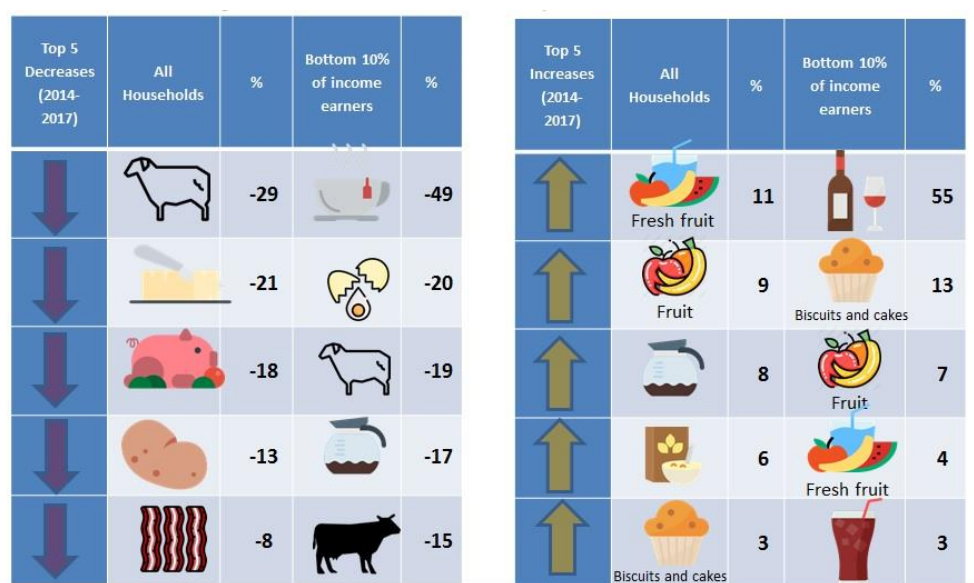 Top 5
Decreases
(2014-
2017)
All
Households
%
Bottom 10%
of income
earners
%
-29
-49
-21
-20
-18
-19
-13
-17
-8
-15
Top 5
Increases
(2014-
2017)
All
Households
%
Bottom 10%
of income
earners
%
Fresh fruit
11
55
Fruit
9
Biscuits and cakes
13
8
Fruit
7
6
Fresh fruit
4
Biscuits and cakes
3
3